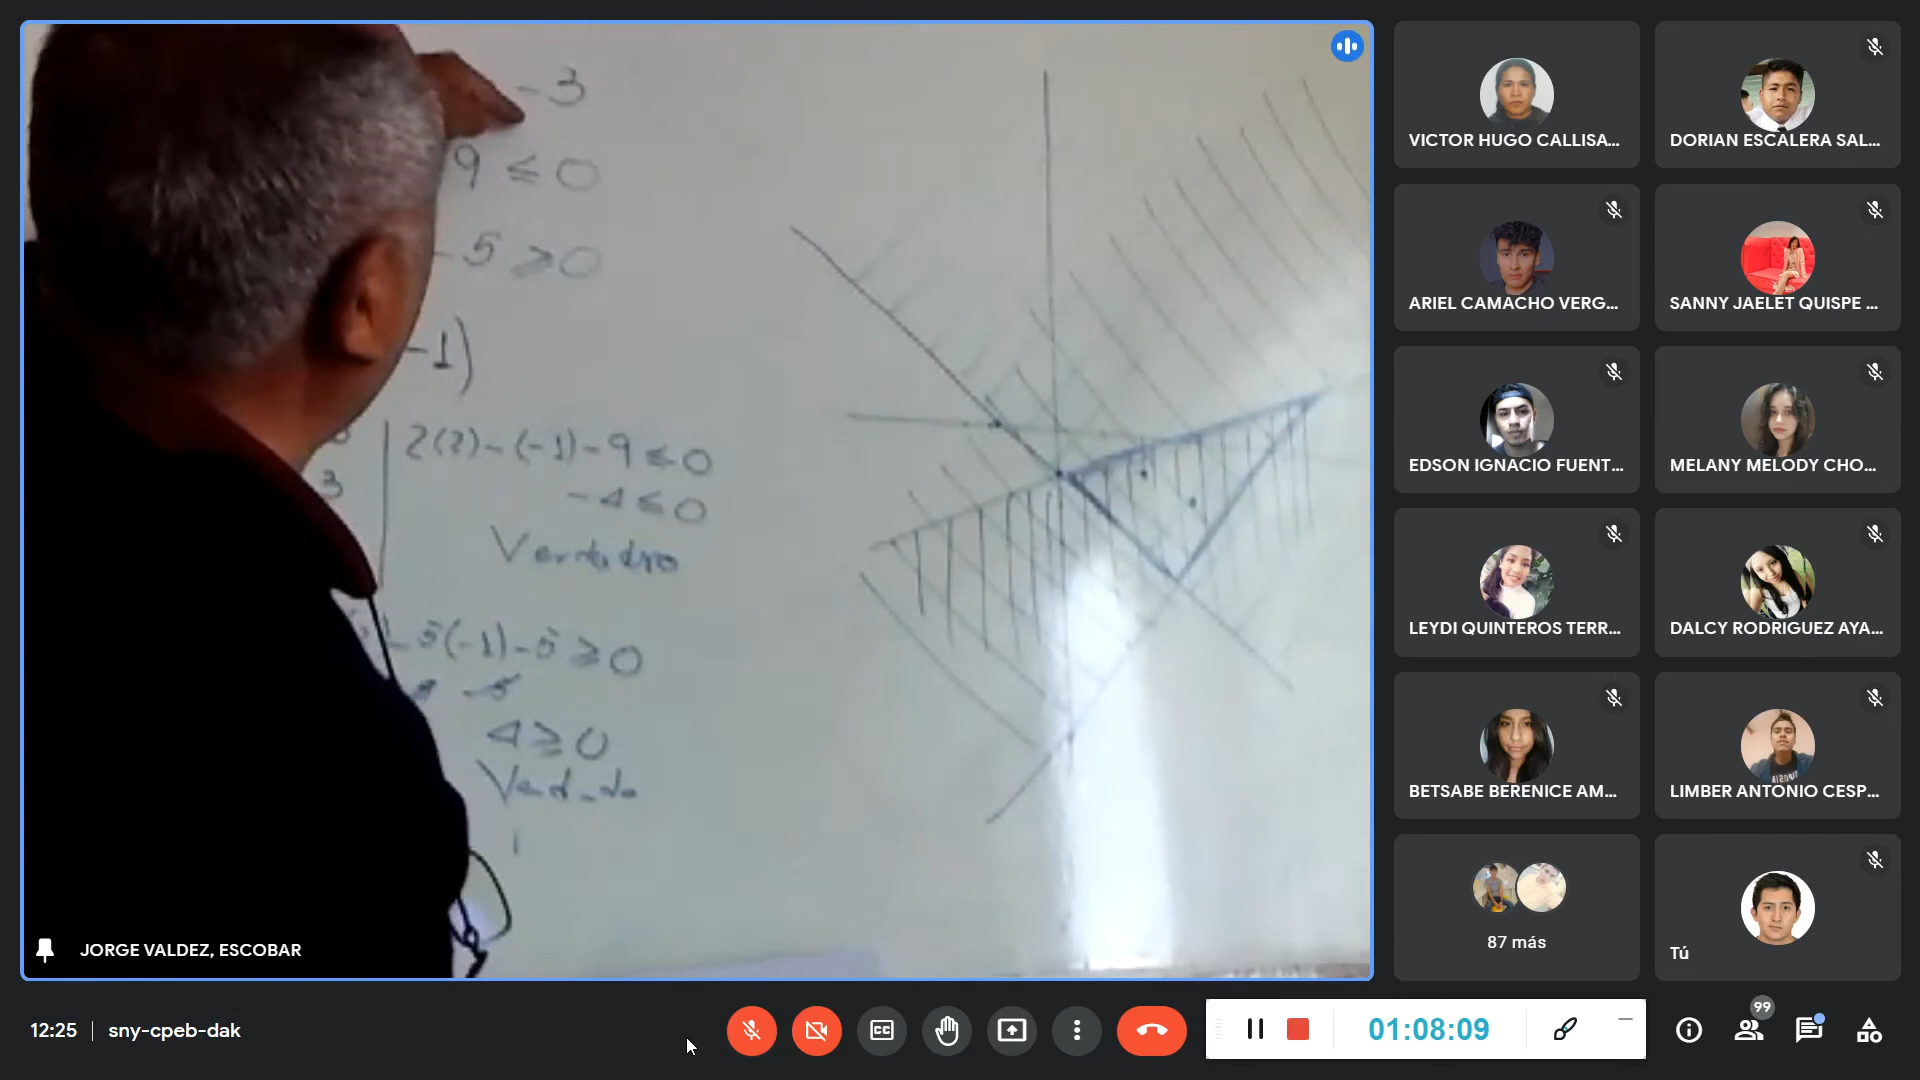 -3
9 ≤ 0
-5 ≥ 0
-1)
2(2)-(-1)-9 ≤ 0
3
-4 ≤ 0
Verdadero
-5(-1)-5 ≥ 0
4 ≥ 0
JORGE VALDEZ, ESCOBAR
VICTOR HUGO CALLISA...
DORIAN ESCALERA SAL...
ARIEL CAMACHO VERG...
SANNY JAELET QUISPE ...
EDSON IGNACIO FUENT...
MELANY MELODY CHO...
LEYDI QUINTEROS TERR...
DALCY RODRIGUEZ AYA...
BETSABE BERENICE AM...
LIMBER ANTONIO CESP...
87 más
Tú
12:25 | sny-cpeb-dak
CC
01:08:09
99